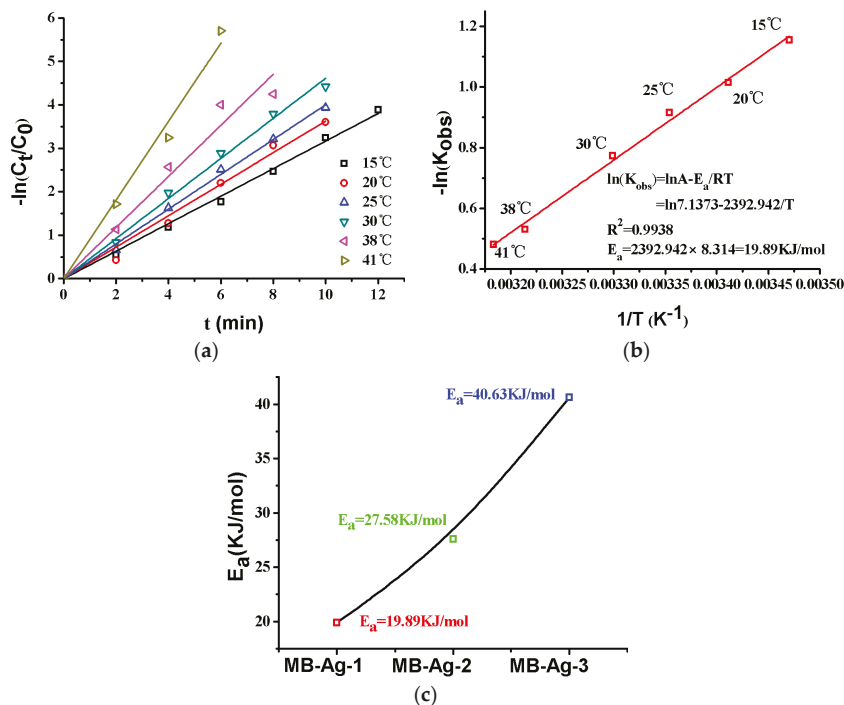 (a)
6
5
4
3
2
1
0
-ln(Ct/C0)
15℃
20℃
25℃
30℃
38℃
41℃
0 2 4 6 8 10 12
t (min)
(b)
1.2
1.0
0.8
0.6
0.4
-ln(Kobs)
15℃
20℃
25℃
30℃
38℃
41℃
ln(Kobs)=lnA-Ea/RT
=ln7.1373-2392.942/T
R²=0.9938
Ea=2392.942× 8.314=19.89KJ/mol
0.00320 0.00325 0.00330 0.00335 0.00340 0.00345 0.00350
1/T (K⁻¹)
(c)
40
35
30
25
20
Ea(KJ/mol)
Ea=40.63KJ/mol
Ea=27.58KJ/mol
Ea=19.89KJ/mol
MB-Ag-1 MB-Ag-2 MB-Ag-3